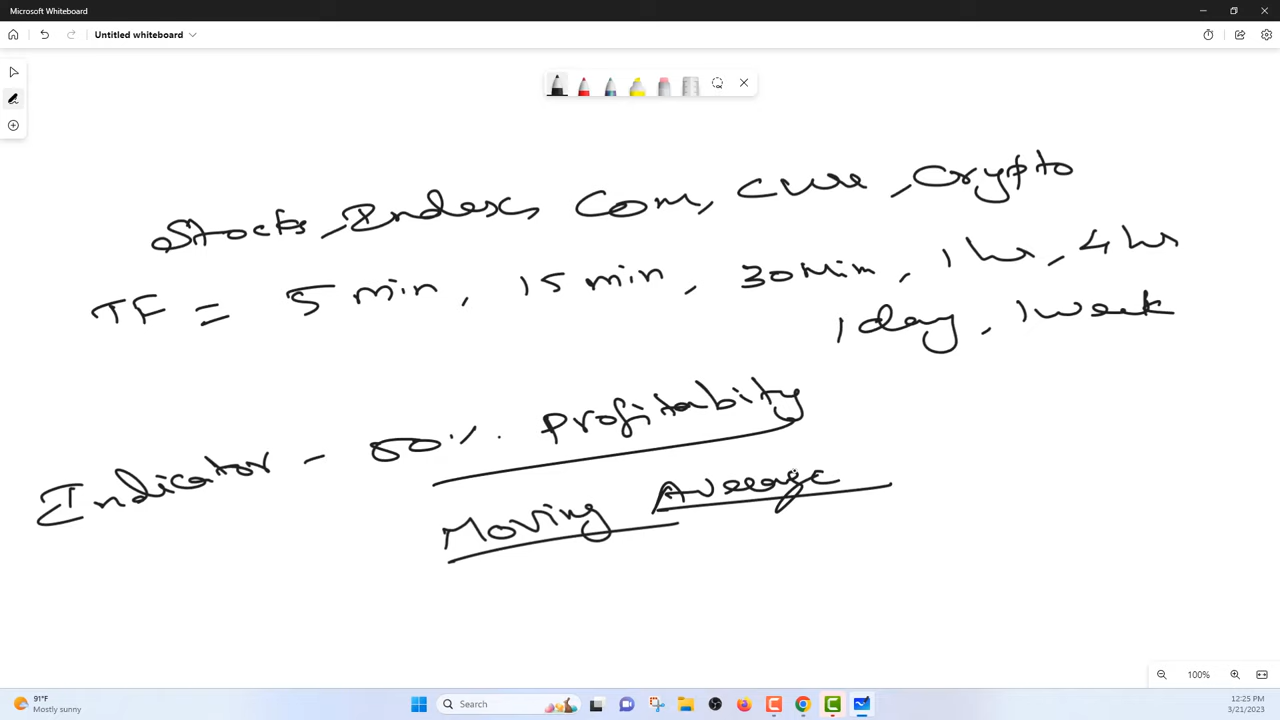 Microsoft Whiteboard
Untitled whiteboard
Stocks, Index, Com, Curr, Crypto
TF = 5 min, 15 min, 30 Min, 1 hr, 4 hr
1 day, 1 week
Indicator - 80%. Profitabity
Moving Average
100%
91°F
Mostly sunny
Search
12:25 PM
3/21/2023